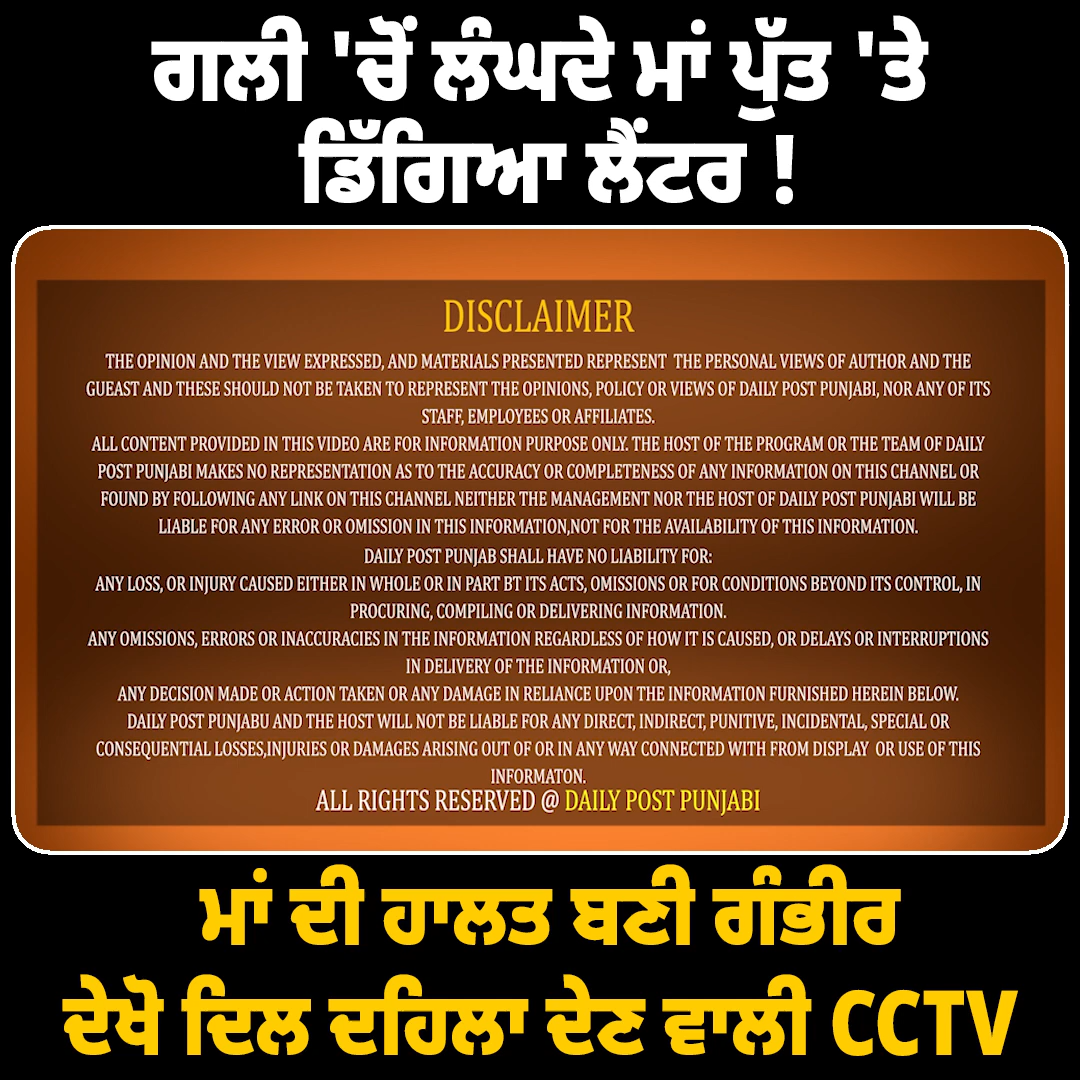 ਗਲੀ 'ਚੋਂ ਲੰਘਦੇ ਮਾਂ ਪੁੱਤ 'ਤੇ
ਡਿੱਗਿਆ ਲੈਂਟਰ !
DISCLAIMER
THE OPINION AND THE VIEW EXPRESSED, AND MATERIALS PRESENTED REPRESENT THE PERSONAL VIEWS OF AUTHOR AND THE
GUEAST AND THESE SHOULD NOT BE TAKEN TO REPRESENT THE OPINIONS, POLICY OR VIEWS OF DAILY POST PUNJABI, NOR ANY OF ITS
STAFF, EMPLOYEES OR AFFILIATES.
ALL CONTENT PROVIDED IN THIS VIDEO ARE FOR INFORMATION PURPOSE ONLY. THE HOST OF THE PROGRAM OR THE TEAM OF DAILY
POST PUNJABI MAKES NO REPRESENTATION AS TO THE ACCURACY OR COMPLETENESS OF ANY INFORMATION ON THIS CHANNEL OR
FOUND BY FOLLOWING ANY LINK ON THIS CHANNEL NEITHER THE MANAGEMENT NOR THE HOST OF DAILY POST PUNJABI WILL BE
LIABLE FOR ANY ERROR OR OMISSION IN THIS INFORMATION,NOT FOR THE AVAILABILITY OF THIS INFORMATION.
DAILY POST PUNJAB SHALL HAVE NO LIABILITY FOR:
ANY LOSS, OR INJURY CAUSED EITHER IN WHOLE OR IN PART BT ITS ACTS, OMISSIONS OR FOR CONDITIONS BEYOND ITS CONTROL, IN
PROCURING, COMPILING OR DELIVERING INFORMATION.
ANY OMISSIONS, ERRORS OR INACCURACIES IN THE INFORMATION REGARDLESS OF HOW IT IS CAUSED, OR DELAYS OR INTERRUPTIONS
IN DELIVERY OF THE INFORMATION OR,
ANY DECISION MADE OR ACTION TAKEN OR ANY DAMAGE IN RELIANCE UPON THE INFORMATION FURNISHED HEREIN BELOW.
DAILY POST PUNJABU AND THE HOST WILL NOT BE LIABLE FOR ANY DIRECT, INDIRECT, PUNITIVE, INCIDENTAL, SPECIAL OR
CONSEQUENTIAL LOSSES,INJURIES OR DAMAGES ARISING OUT OF OR IN ANY WAY CONNECTED WITH FROM DISPLAY OR USE OF THIS
INFORMATON.
ALL RIGHTS RESERVED @ DAILY POST PUNJABI
ਮਾਂ ਦੀ ਹਾਲਤ ਬਣੀ ਗੰਭੀਰ
ਦੇਖੋ ਦਿਲ ਦਹਿਲਾ ਦੇਣ ਵਾਲੀ CCTV